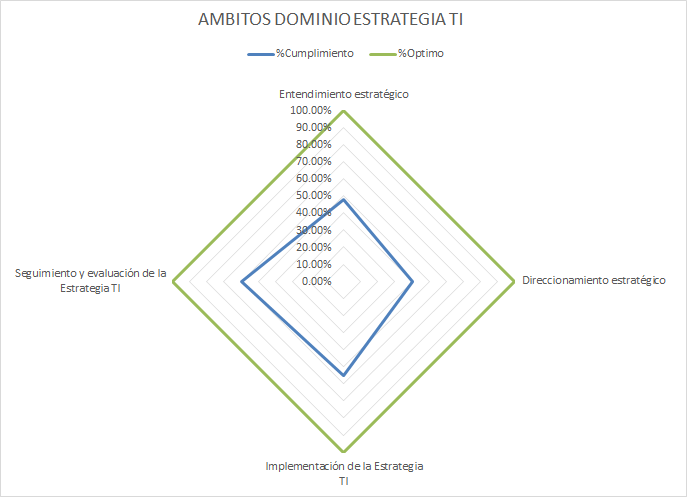 AMBITOS DOMINIO ESTRATEGIA TI
%Cumplimiento %Optimo
Entendimiento estratégico
100.00%
90.00%
80.00%
70.00%
60.00%
50.00%
40.00%
30.00%
20.00%
10.00%
0.00%
Seguimiento y evaluación de la
Estrategia TI
Direccionamiento estratégico
Implementación de la Estrategia
TI